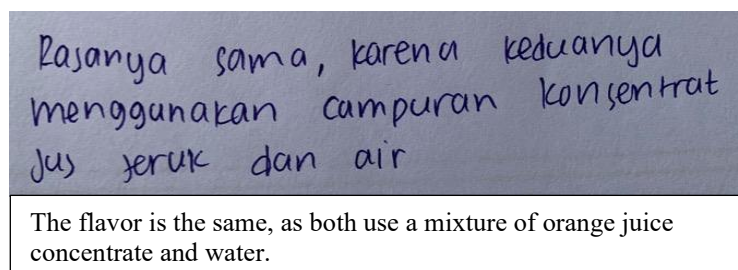 Rasanya sama, karena keduanya
menggunakan campuran konsentrat
Jus jeruk dan air
The flavor is the same, as both use a mixture of orange juice
concentrate and water.